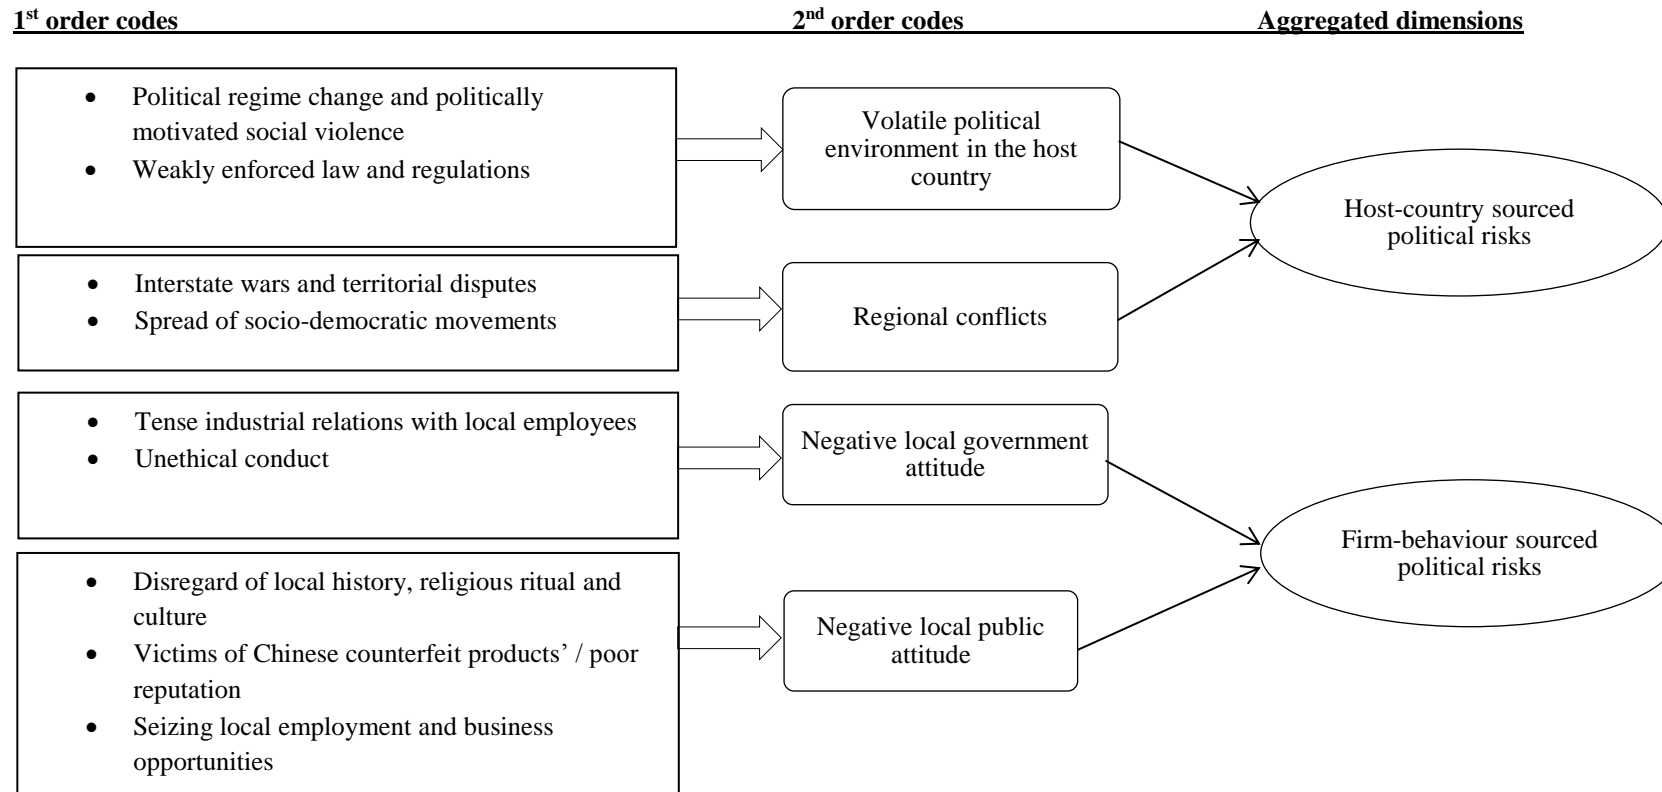 1st order codes 2nd order codes Aggregated dimensions
• Political regime change and politically
motivated social violence
• Weakly enforced law and regulations
Volatile political
environment in the host
country
Host-country sourced
political risks
• Interstate wars and territorial disputes
• Spread of socio-democratic movements
Regional conflicts
• Tense industrial relations with local employees
• Unethical conduct
Negative local government
attitude
Firm-behaviour sourced
political risks
• Disregard of local history, religious ritual and
culture
• Victims of Chinese counterfeit products’ / poor
reputation
• Seizing local employment and business
opportunities
Negative local public
attitude